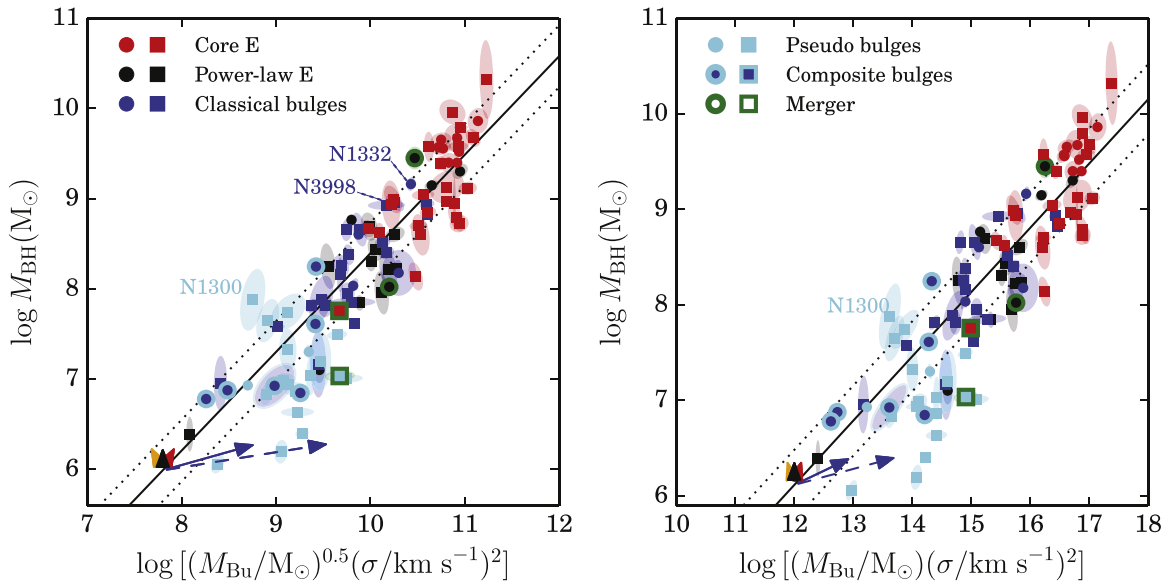 11
10
9
8
7
6
7
8
9
10
11
12
log M_BH(M_⊙)
log [(M_Bu/M_⊙)^0.5(σ/km s^−1)^2]
Core E
Power-law E
Classical bulges
N1332
N3998
N1300
11
10
9
8
7
6
10
11
12
13
14
15
16
17
18
log M_BH(M_⊙)
log [(M_Bu/M_⊙)(σ/km s^−1)^2]
Pseudo bulges
Composite bulges
Merger
N1300